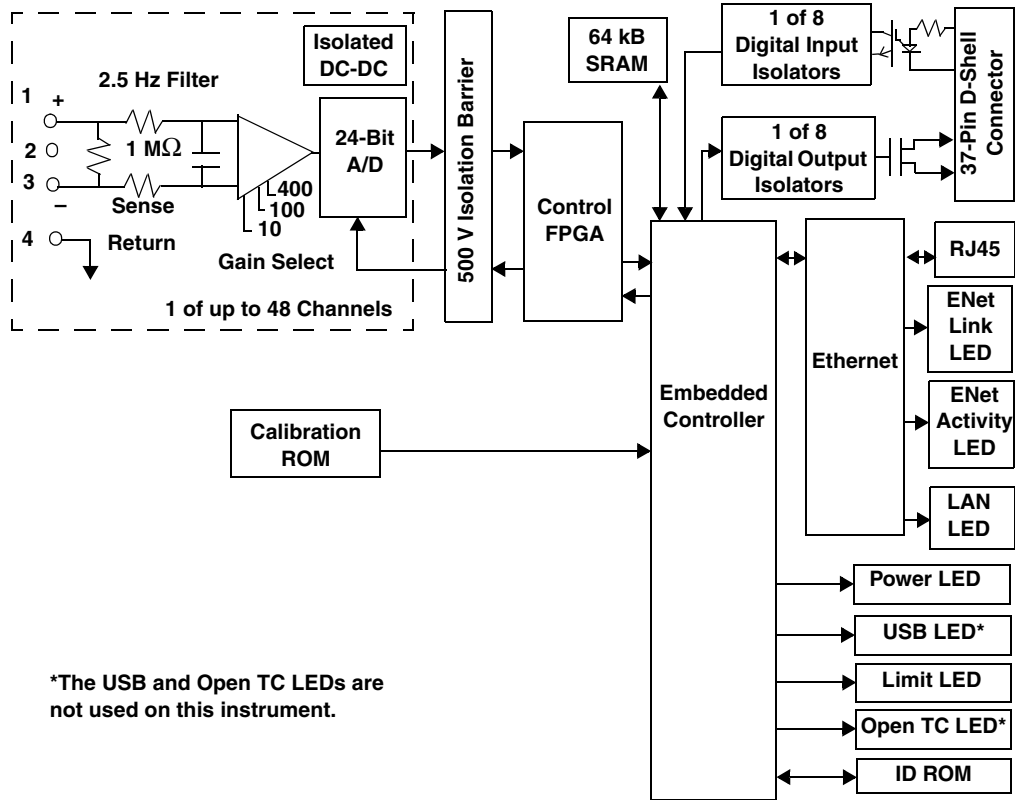 Isolated
DC-DC
2.5 Hz Filter
1
+
2
3
–
4
1 MΩ
Sense
Return
400
100
10
Gain Select
24-Bit
A/D
1 of up to 48 Channels
500 V Isolation Barrier
Control
FPGA
64 kB
SRAM
1 of 8
Digital Input
Isolators
1 of 8
Digital Output
Isolators
37-Pin D-Shell
Connector
Embedded
Controller
Ethernet
RJ45
ENet
Link
LED
ENet
Activity
LED
LAN
LED
Calibration
ROM
Power LED
USB LED*
Limit LED
Open TC LED*
ID ROM
*The USB and Open TC LEDs are
not used on this instrument.